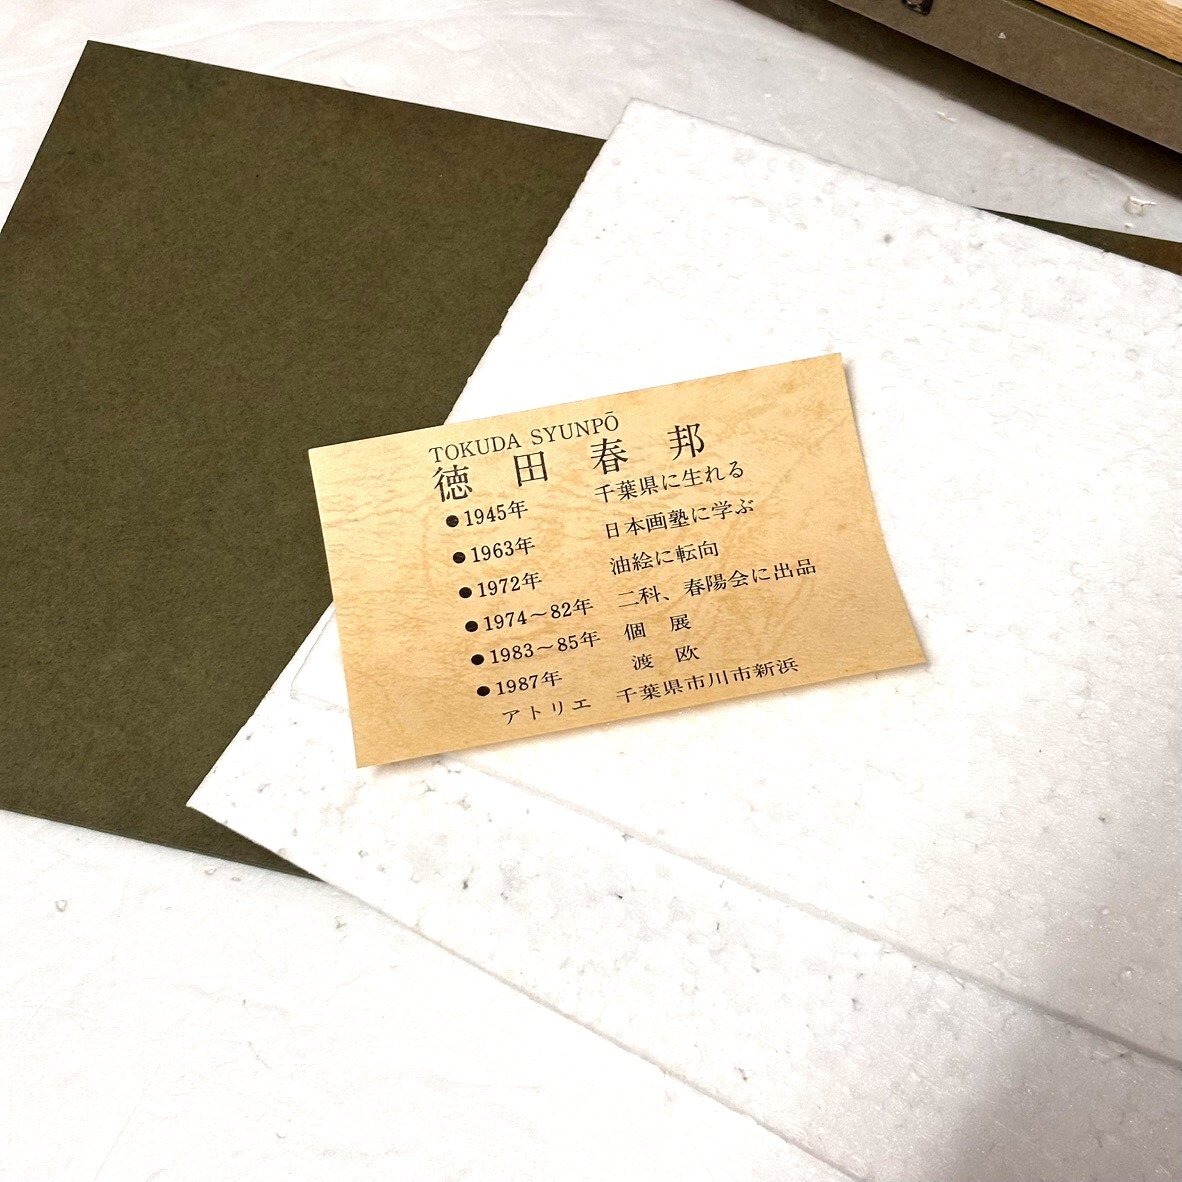 TOKUDA SYUNPŌ
徳田春邦
●1945年 千葉県に生れる
●1963年 日本画塾に学ぶ
●1972年 油絵に転向
●1974〜82年 二科、春陽会に出品
●1983〜85年 個展
●1987年 渡欧
アトリエ 千葉県市川市新浜